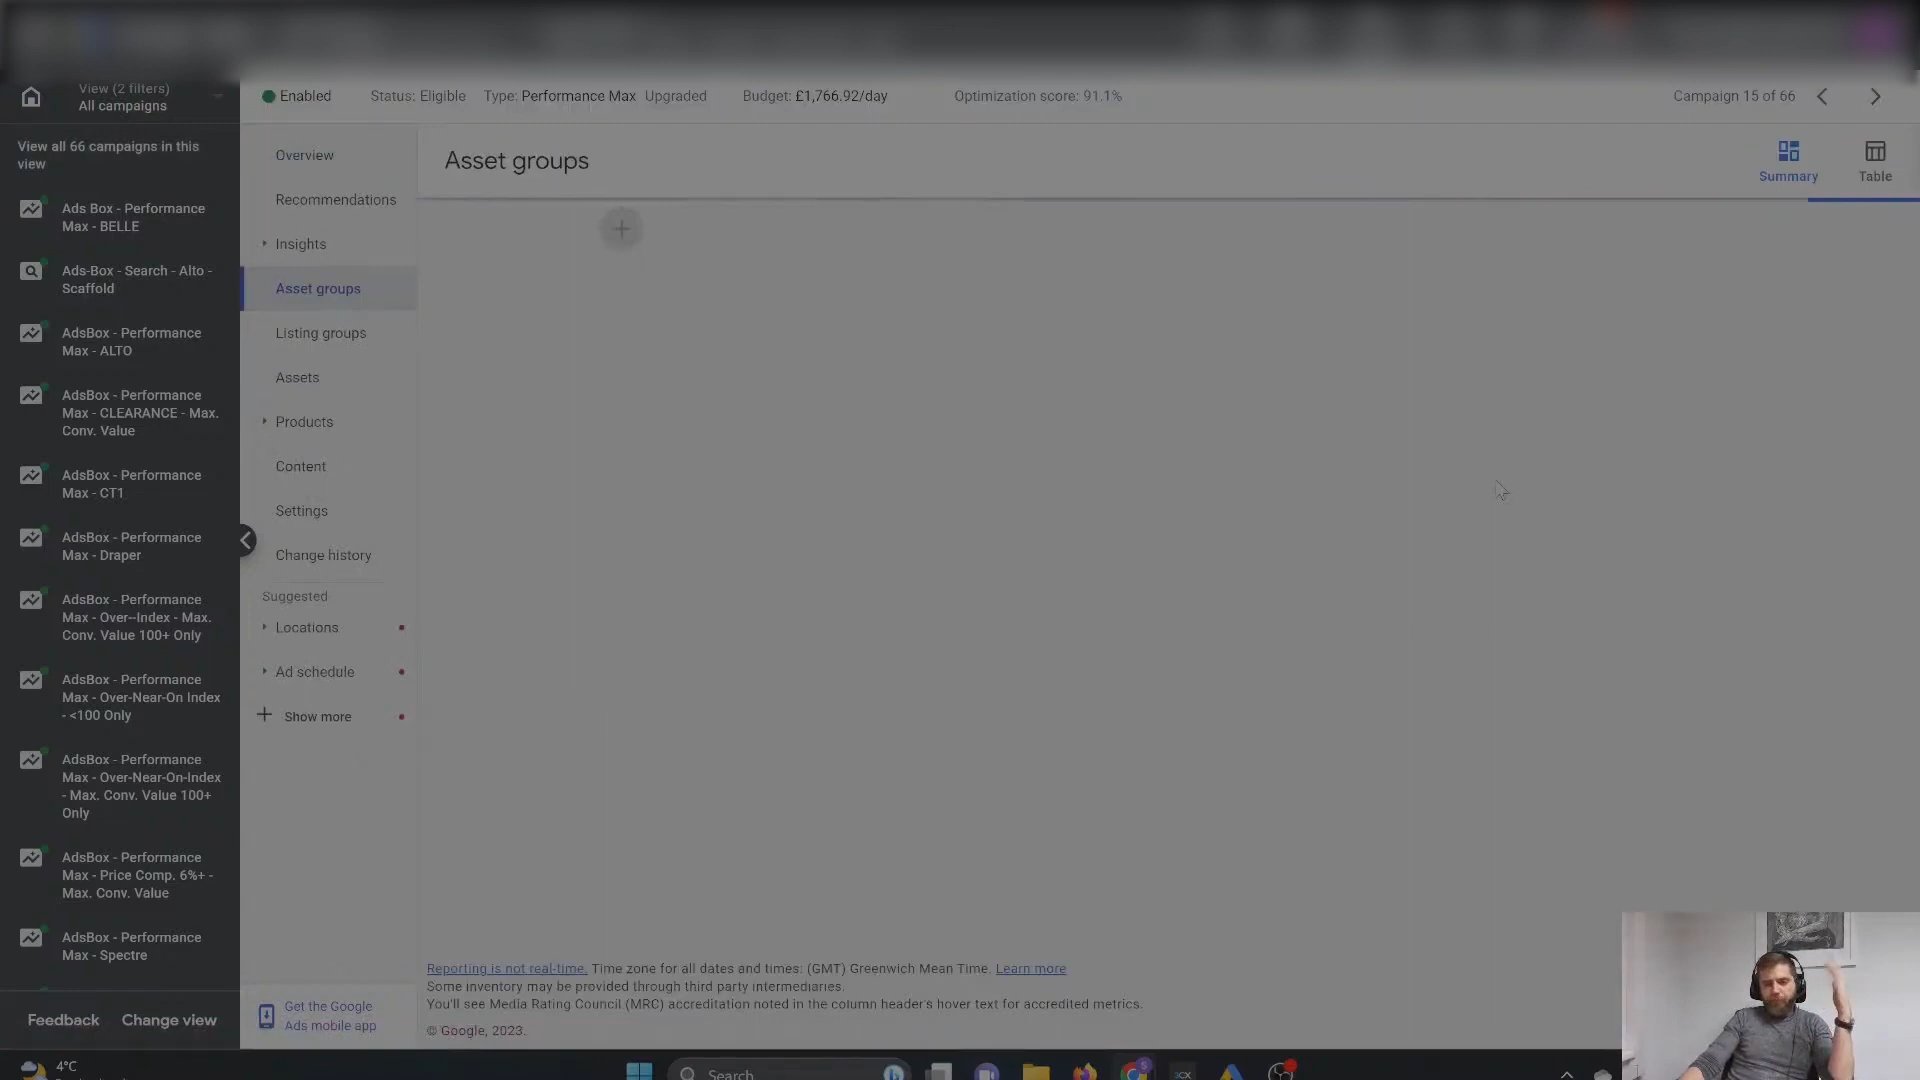 View (2 filters)
All campaigns
Enabled
Status: Eligible
Type: Performance Max Upgraded
Budget: £1,766.92/day
Optimization score: 91.1%
Campaign 15 of 66
View all 66 campaigns in this
view
Ads Box - Performance
Max - BELLE
Ads-Box - Search - Alto -
Scaffold
AdsBox - Performance
Max - ALTO
AdsBox - Performance
Max - CLEARANCE - Max.
Conv. Value
AdsBox - Performance
Max - CT1
AdsBox - Performance
Max - Draper
AdsBox - Performance
Max - Over--Index - Max.
Conv. Value 100+ Only
AdsBox - Performance
Max - Over-Near-On Index
- <100 Only
AdsBox - Performance
Max - Over-Near-On-Index
- Max. Conv. Value 100+
Only
AdsBox - Performance
Max - Price Comp. 6%+ -
Max. Conv. Value
AdsBox - Performance
Max - Spectre
Feedback
Change view
Overview
Recommendations
Insights
Asset groups
Listing groups
Assets
Products
Content
Settings
Change history
Suggested
Locations
Ad schedule
Show more
Get the Google
Ads mobile app
Asset groups
Summary
Table
Reporting is not real-time. Time zone for all dates and times: (GMT) Greenwich Mean Time. Learn more
Some inventory may be provided through third party intermediaries.
You'll see Media Rating Council (MRC) accreditation noted in the column header's hover text for accredited metrics.
© Google, 2023.
4°C
Search